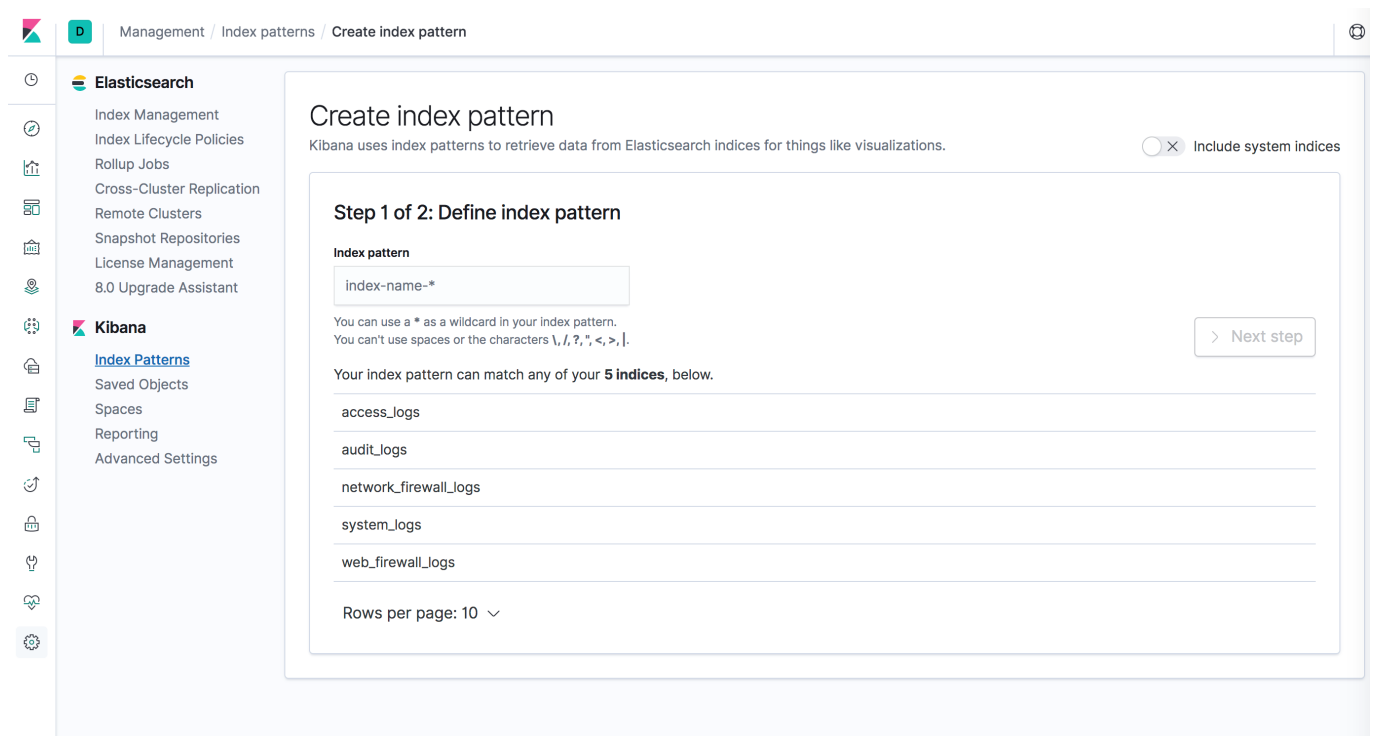 D Management / Index patterns / Create index pattern
Elasticsearch
Index Management
Index Lifecycle Policies
Rollup Jobs
Cross-Cluster Replication
Remote Clusters
Snapshot Repositories
License Management
8.0 Upgrade Assistant
Kibana
Index Patterns
Saved Objects
Spaces
Reporting
Advanced Settings
Create index pattern
Kibana uses index patterns to retrieve data from Elasticsearch indices for things like visualizations.
Include system indices
Step 1 of 2: Define index pattern
Index pattern
index-name-*
You can use a * as a wildcard in your index pattern.
You can't use spaces or the characters \, /, ?, ", <, >, |.
Next step
Your index pattern can match any of your 5 indices, below.
access_logs
audit_logs
network_firewall_logs
system_logs
web_firewall_logs
Rows per page: 10